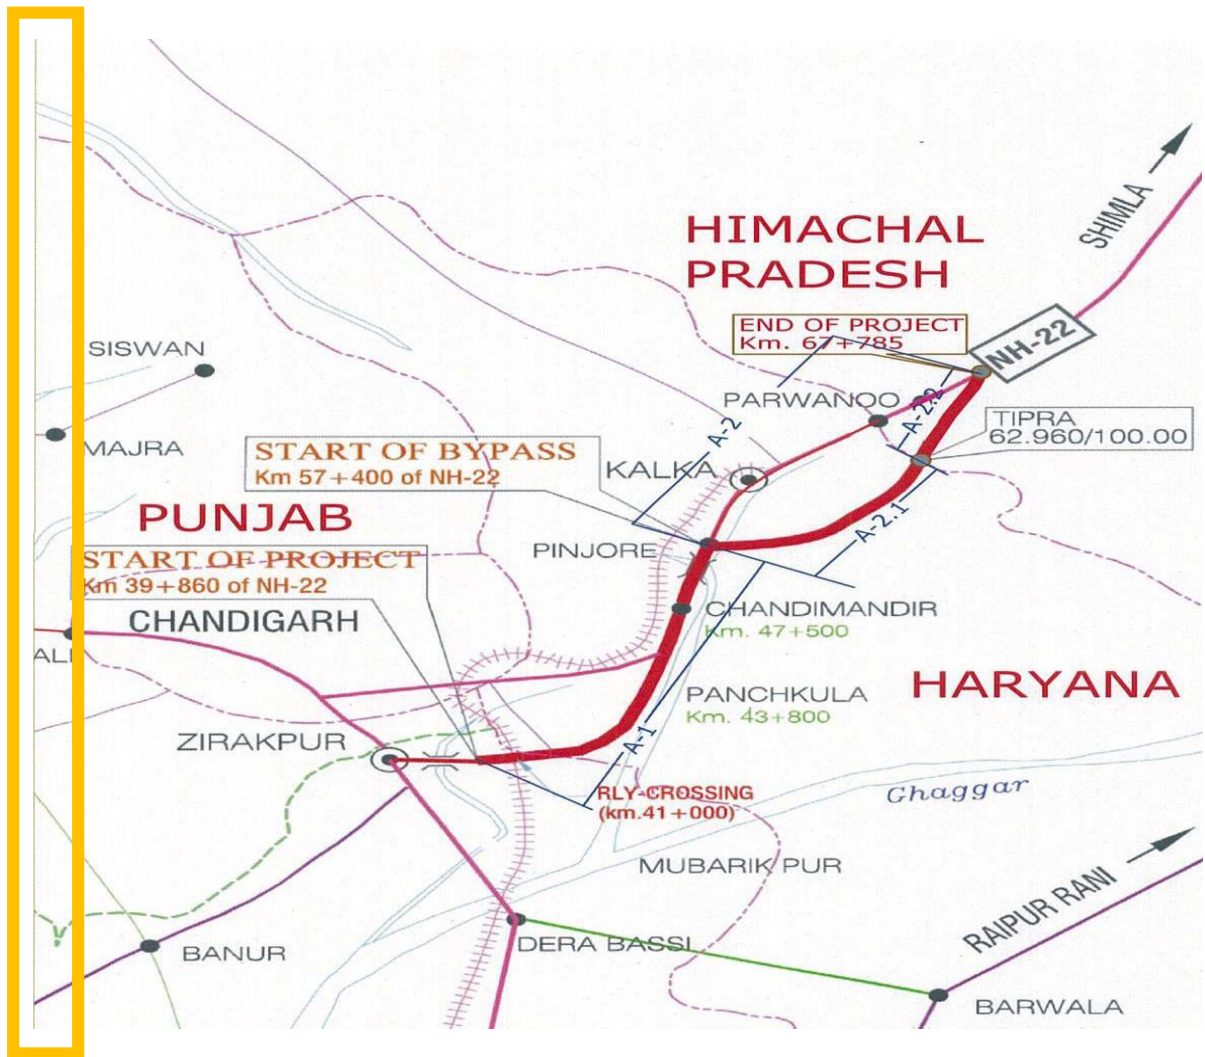 SHIMLA
HIMACHAL
PRADESH
END OF PROJECT
Km. 67+785
NH-22
SISWAN
PARWANOO
A-2.2
TIPRA
62.960/100.00
A-2
MAJRA
START OF BYPASS
Km 57+400 of NH-22
KALKA
PUNJAB
A-2.1
PINJORE
START OF PROJECT
Km 39+860 of NH-22
CHANDIGARH
CHANDIMANDIR
Km. 47+500
ALI
HARYANA
PANCHKULA
Km. 43+800
ZIRAKPUR
A-1
RLY-CROSSING
(km.41+000)
Ghaggar
MUBARIK PUR
RAIPUR RANI
DERA BASSI
BANUR
BARWALA